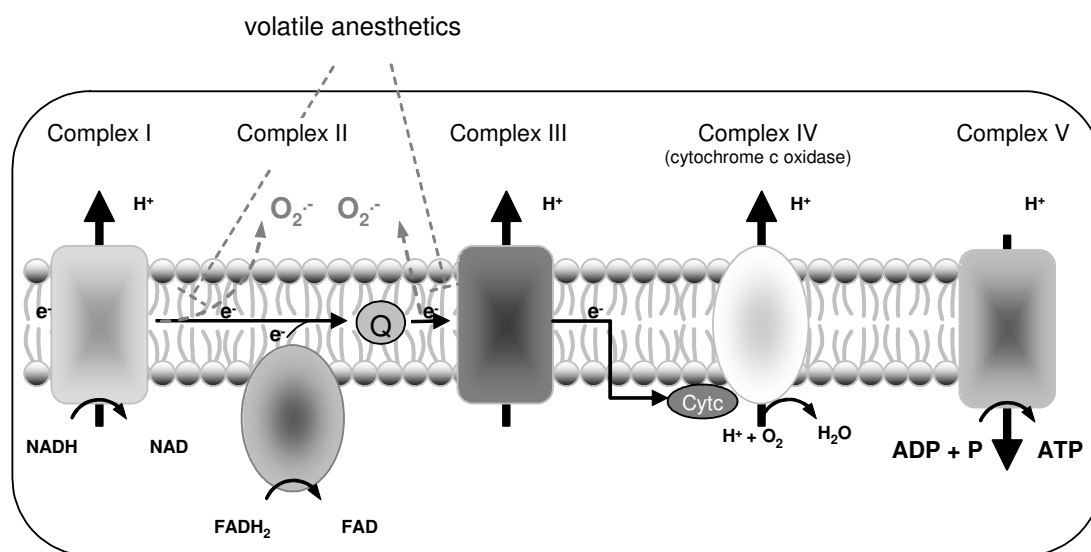 volatile anesthetics
Complex I
Complex II
Complex III
Complex IV
(cytochrome c oxidase)
Complex V
H⁺
O₂·⁻
O₂·⁻
H⁺
H⁺
H⁺
e⁻
e⁻
e⁻
Q
e⁻
e⁻
Cytc
NADH
NAD
H⁺ + O₂
H₂O
ADP + P
ATP
FADH₂
FAD